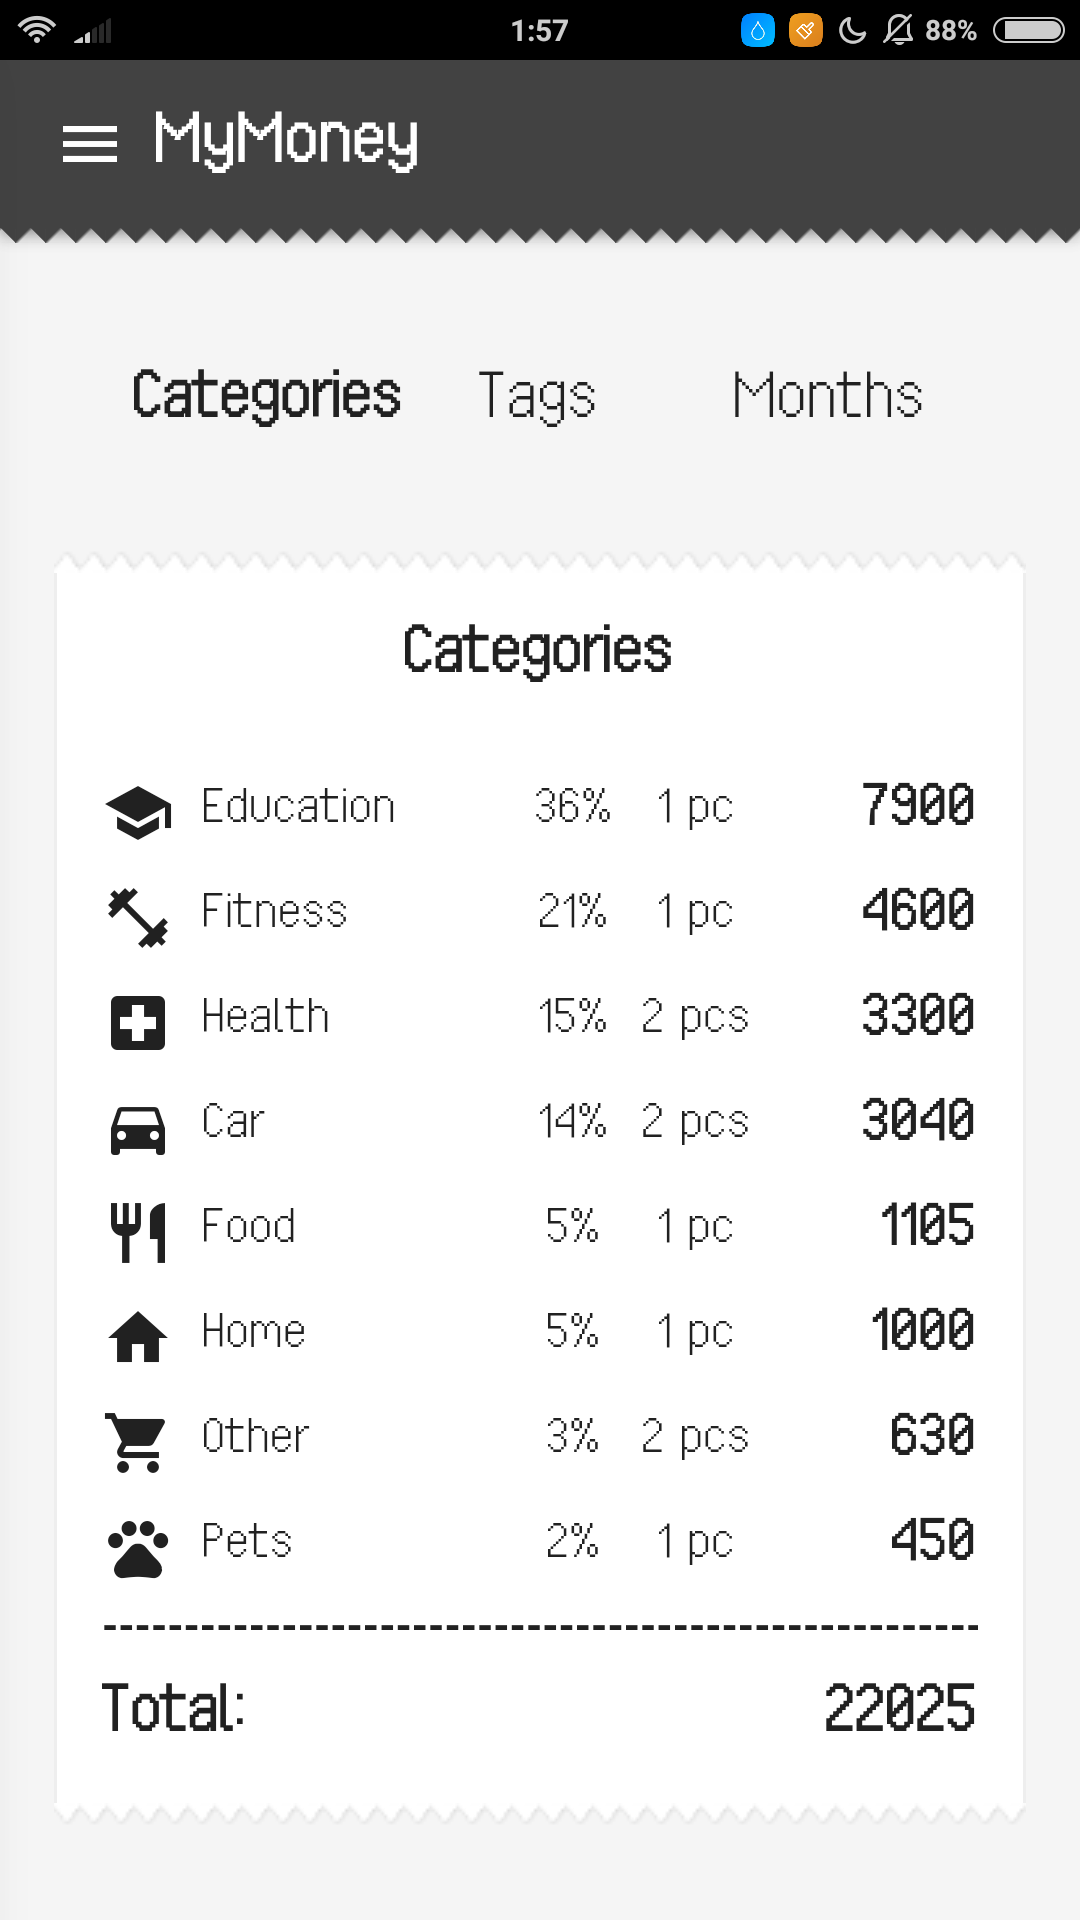 1:57 88%
MyMoney
Categories Tags Months
Categories
Education 36% 1 pc 7900
Fitness 21% 1 pc 4600
Health 15% 2 pcs 3300
Car 14% 2 pcs 3040
Food 5% 1 pc 1105
Home 5% 1 pc 1000
Other 3% 2 pcs 630
Pets 2% 1 pc 450
Total: 22025